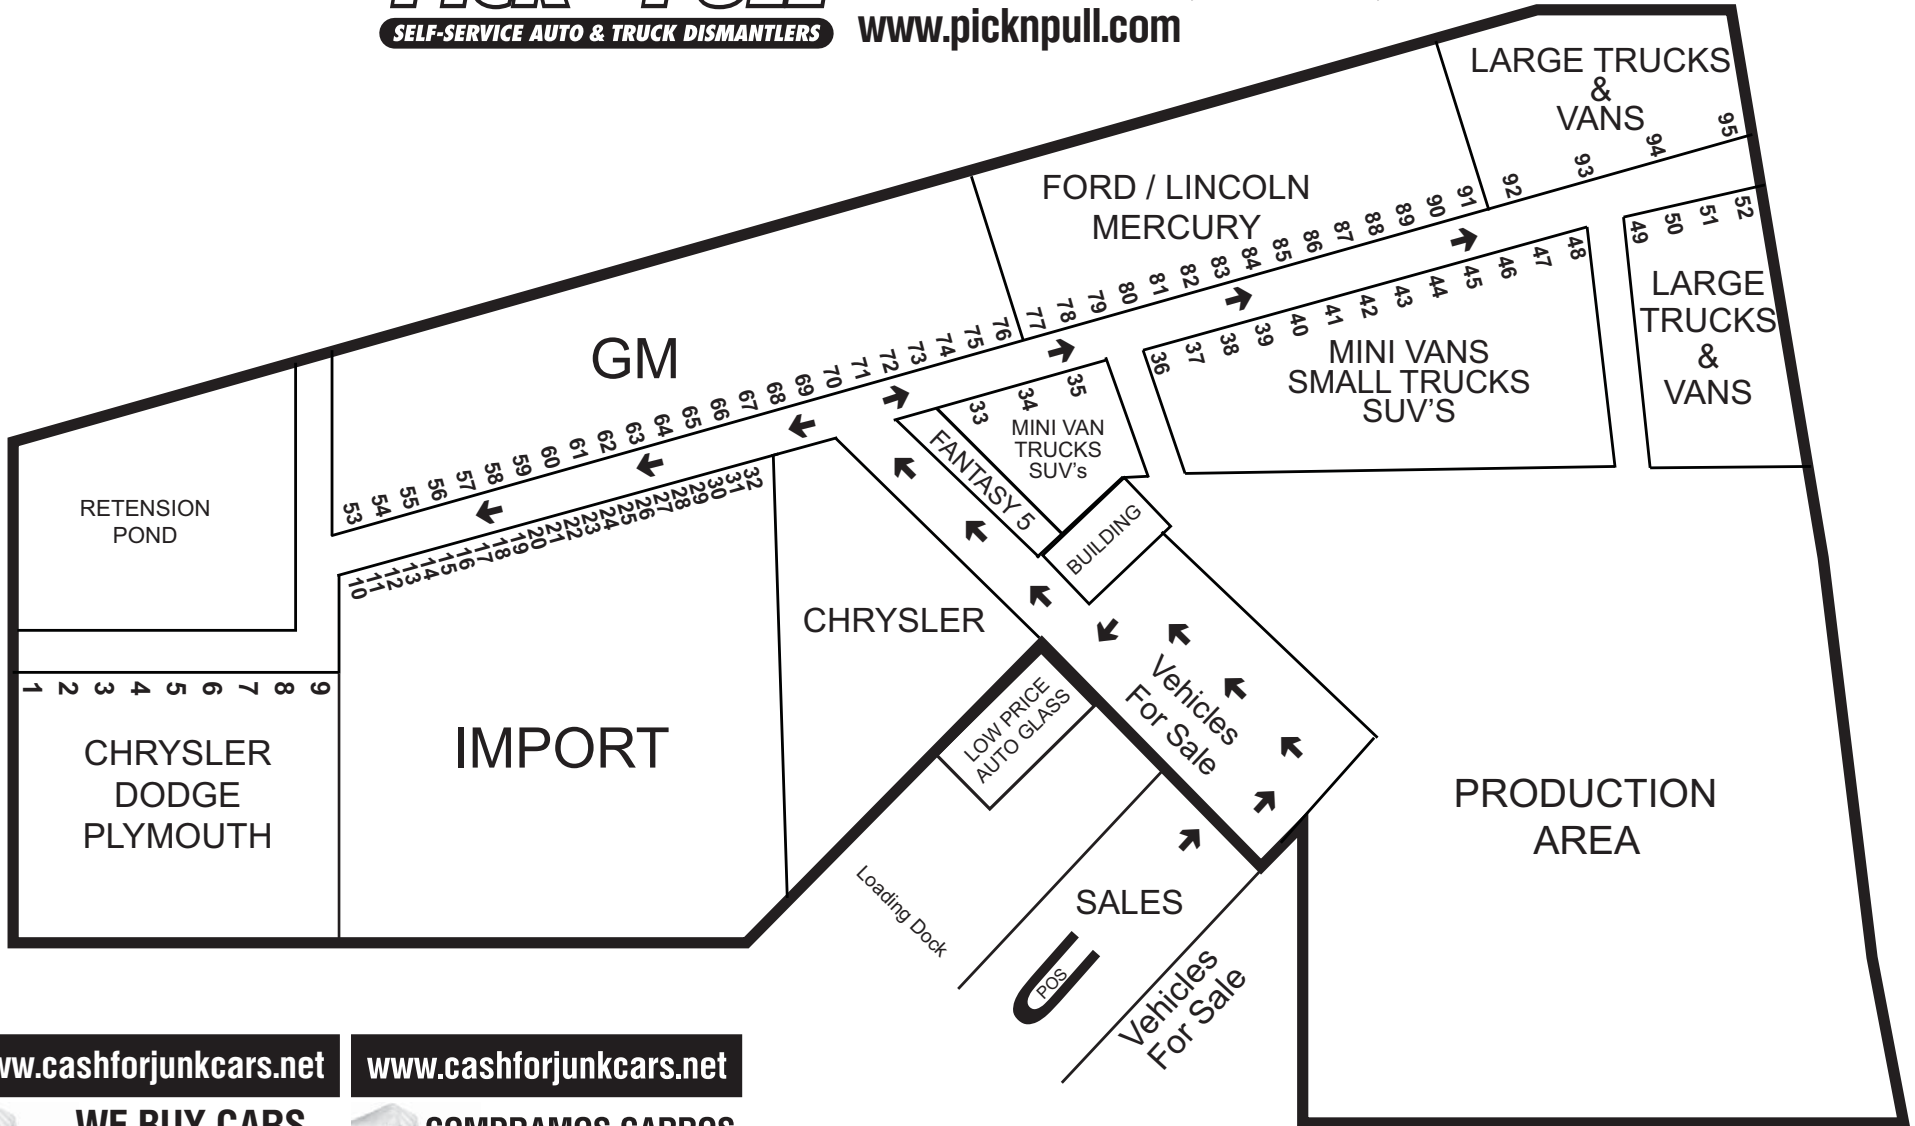 PICK-n-PULL
SELF-SERVICE AUTO & TRUCK DISMANTLERS
www.picknpull.com
LARGE TRUCKS
&
VANS
92 93 94 95
FORD / LINCOLN
MERCURY
77 78 79 80 81 82 83 84 85 86 87 88 89 90 91
GM
53 54 55 56 57 58 59 60 61 62 63 64 65 66 67 68 69 70 71 72 73 74 75 76
49 50 51 52
LARGE
TRUCKS
&
VANS
36 37 38 39 40 41 42 43 44 45 46 47 48
MINI VANS
SMALL TRUCKS
SUV'S
33 34 35
MINI VAN
TRUCKS
SUV's
FANTASY 5
BUILDING
RETENSION
POND
10 11 12 13 14 15 16 17 18 19 20 21 22 23 24 25 26 27 28 29 30 31 32
IMPORT
CHRYSLER
1 2 3 4 5 6 7 8 9
CHRYSLER
DODGE
PLYMOUTH
LOW PRICE
AUTO GLASS
Vehicles
For Sale
PRODUCTION
AREA
Loading Dock
SALES
POS
Vehicles
For Sale
www.cashforjunkcars.net
www.cashforjunkcars.net
WE BUY CARS
COMPRAMOS CARROS